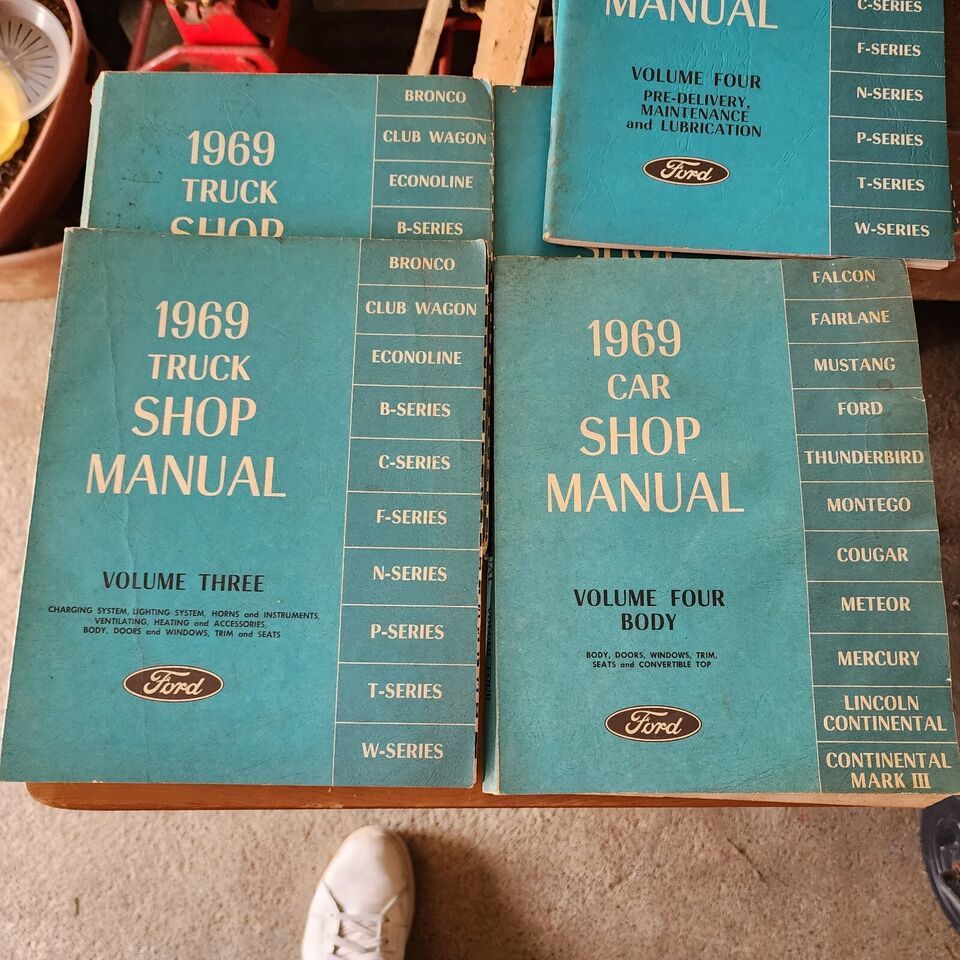 MANUAL
VOLUME FOUR
PRE-DELIVERY,
MAINTENANCE
and LUBRICATION
Ford
C-SERIES
F-SERIES
N-SERIES
P-SERIES
T-SERIES
W-SERIES
1969
TRUCK
SHOP
BRONCO
CLUB WAGON
ECONOLINE
B-SERIES
SHOP
1969
TRUCK
SHOP
MANUAL
VOLUME THREE
CHARGING SYSTEM, LIGHTING SYSTEM, HORNS and INSTRUMENTS,
VENTILATING, HEATING and ACCESSORIES,
BODY, DOORS and WINDOWS, TRIM and SEATS
Ford
BRONCO
CLUB WAGON
ECONOLINE
B-SERIES
C-SERIES
F-SERIES
N-SERIES
P-SERIES
T-SERIES
W-SERIES
1969
CAR
SHOP
MANUAL
VOLUME FOUR
BODY
BODY, DOORS, WINDOWS, TRIM,
SEATS and CONVERTIBLE TOP
Ford
FALCON
FAIRLANE
MUSTANG
FORD
THUNDERBIRD
MONTEGO
COUGAR
METEOR
MERCURY
LINCOLN
CONTINENTAL
CONTINENTAL
MARK III